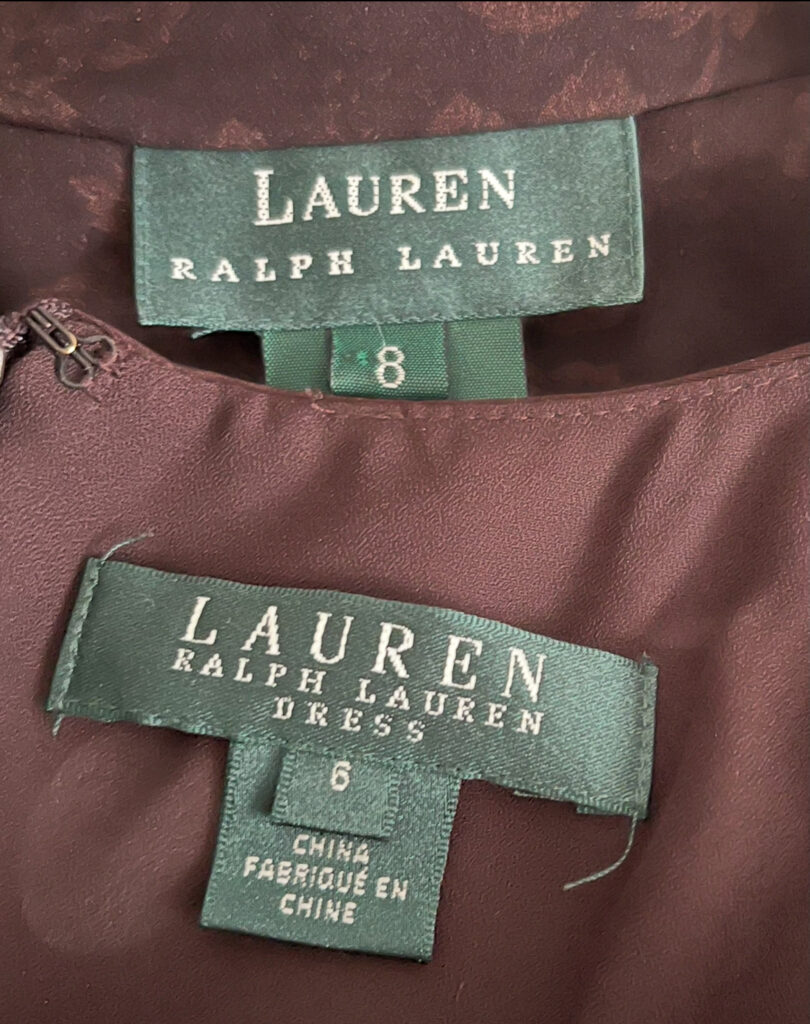 LAUREN
RALPH LAUREN
8
LAUREN
RALPH LAUREN
DRESS
6
CHINA
FABRIQUÉ EN
CHINE